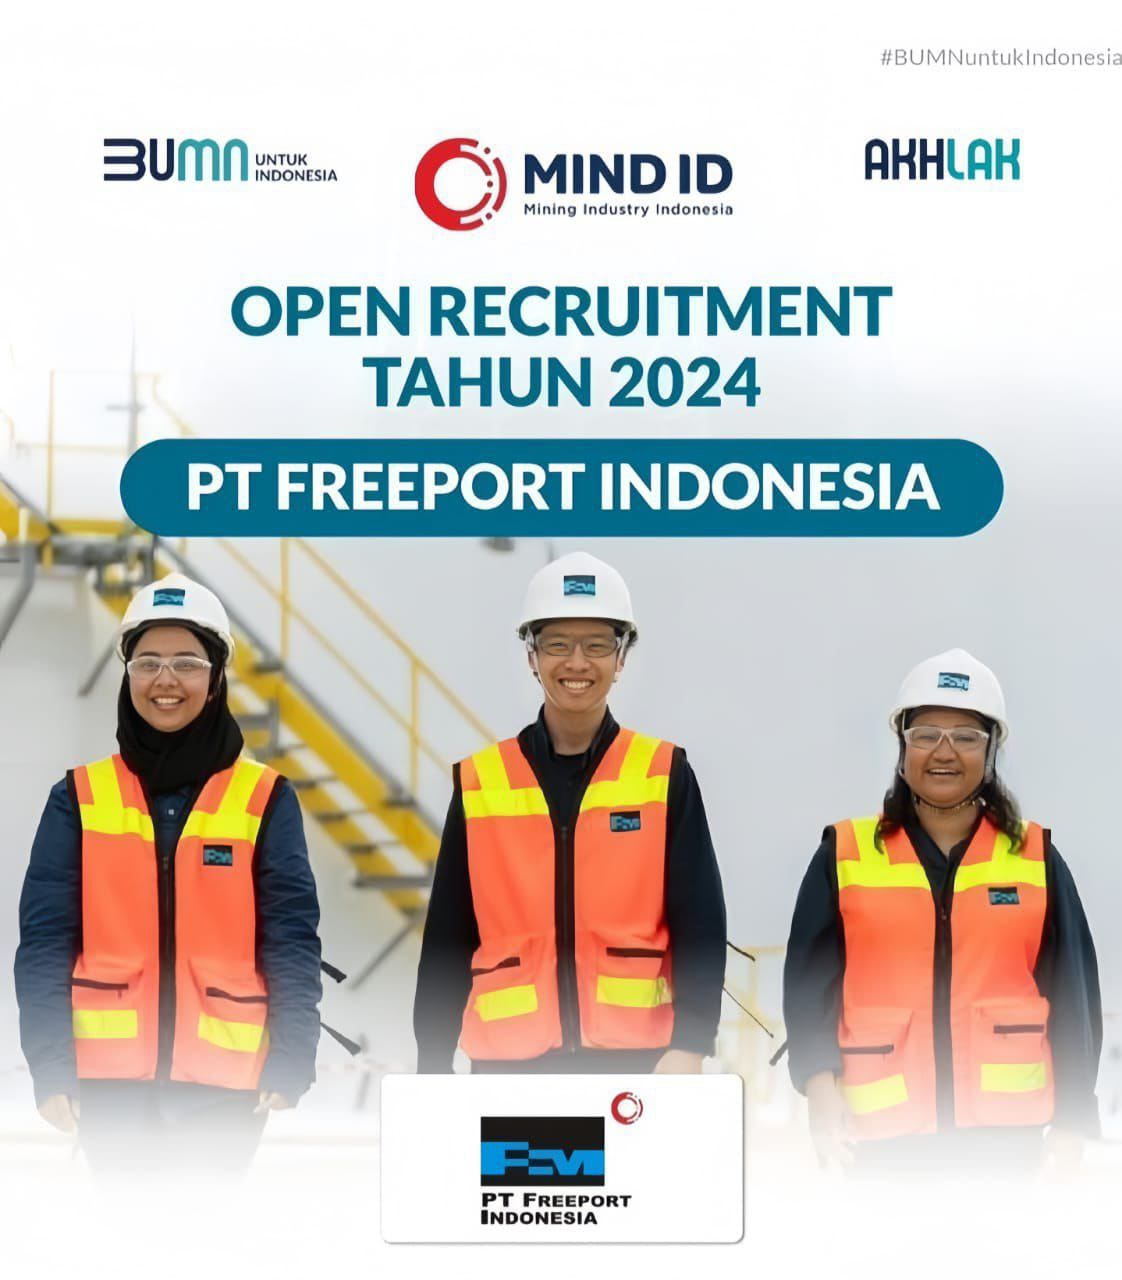 #BUMNuntukIndonesia
BUMN UNTUK
INDONESIA
MIND ID
Mining Industry Indonesia
AKHLAK
OPEN RECRUITMENT
TAHUN 2024
PT FREEPORT INDONESIA
FCX
PT FREEPORT
INDONESIA